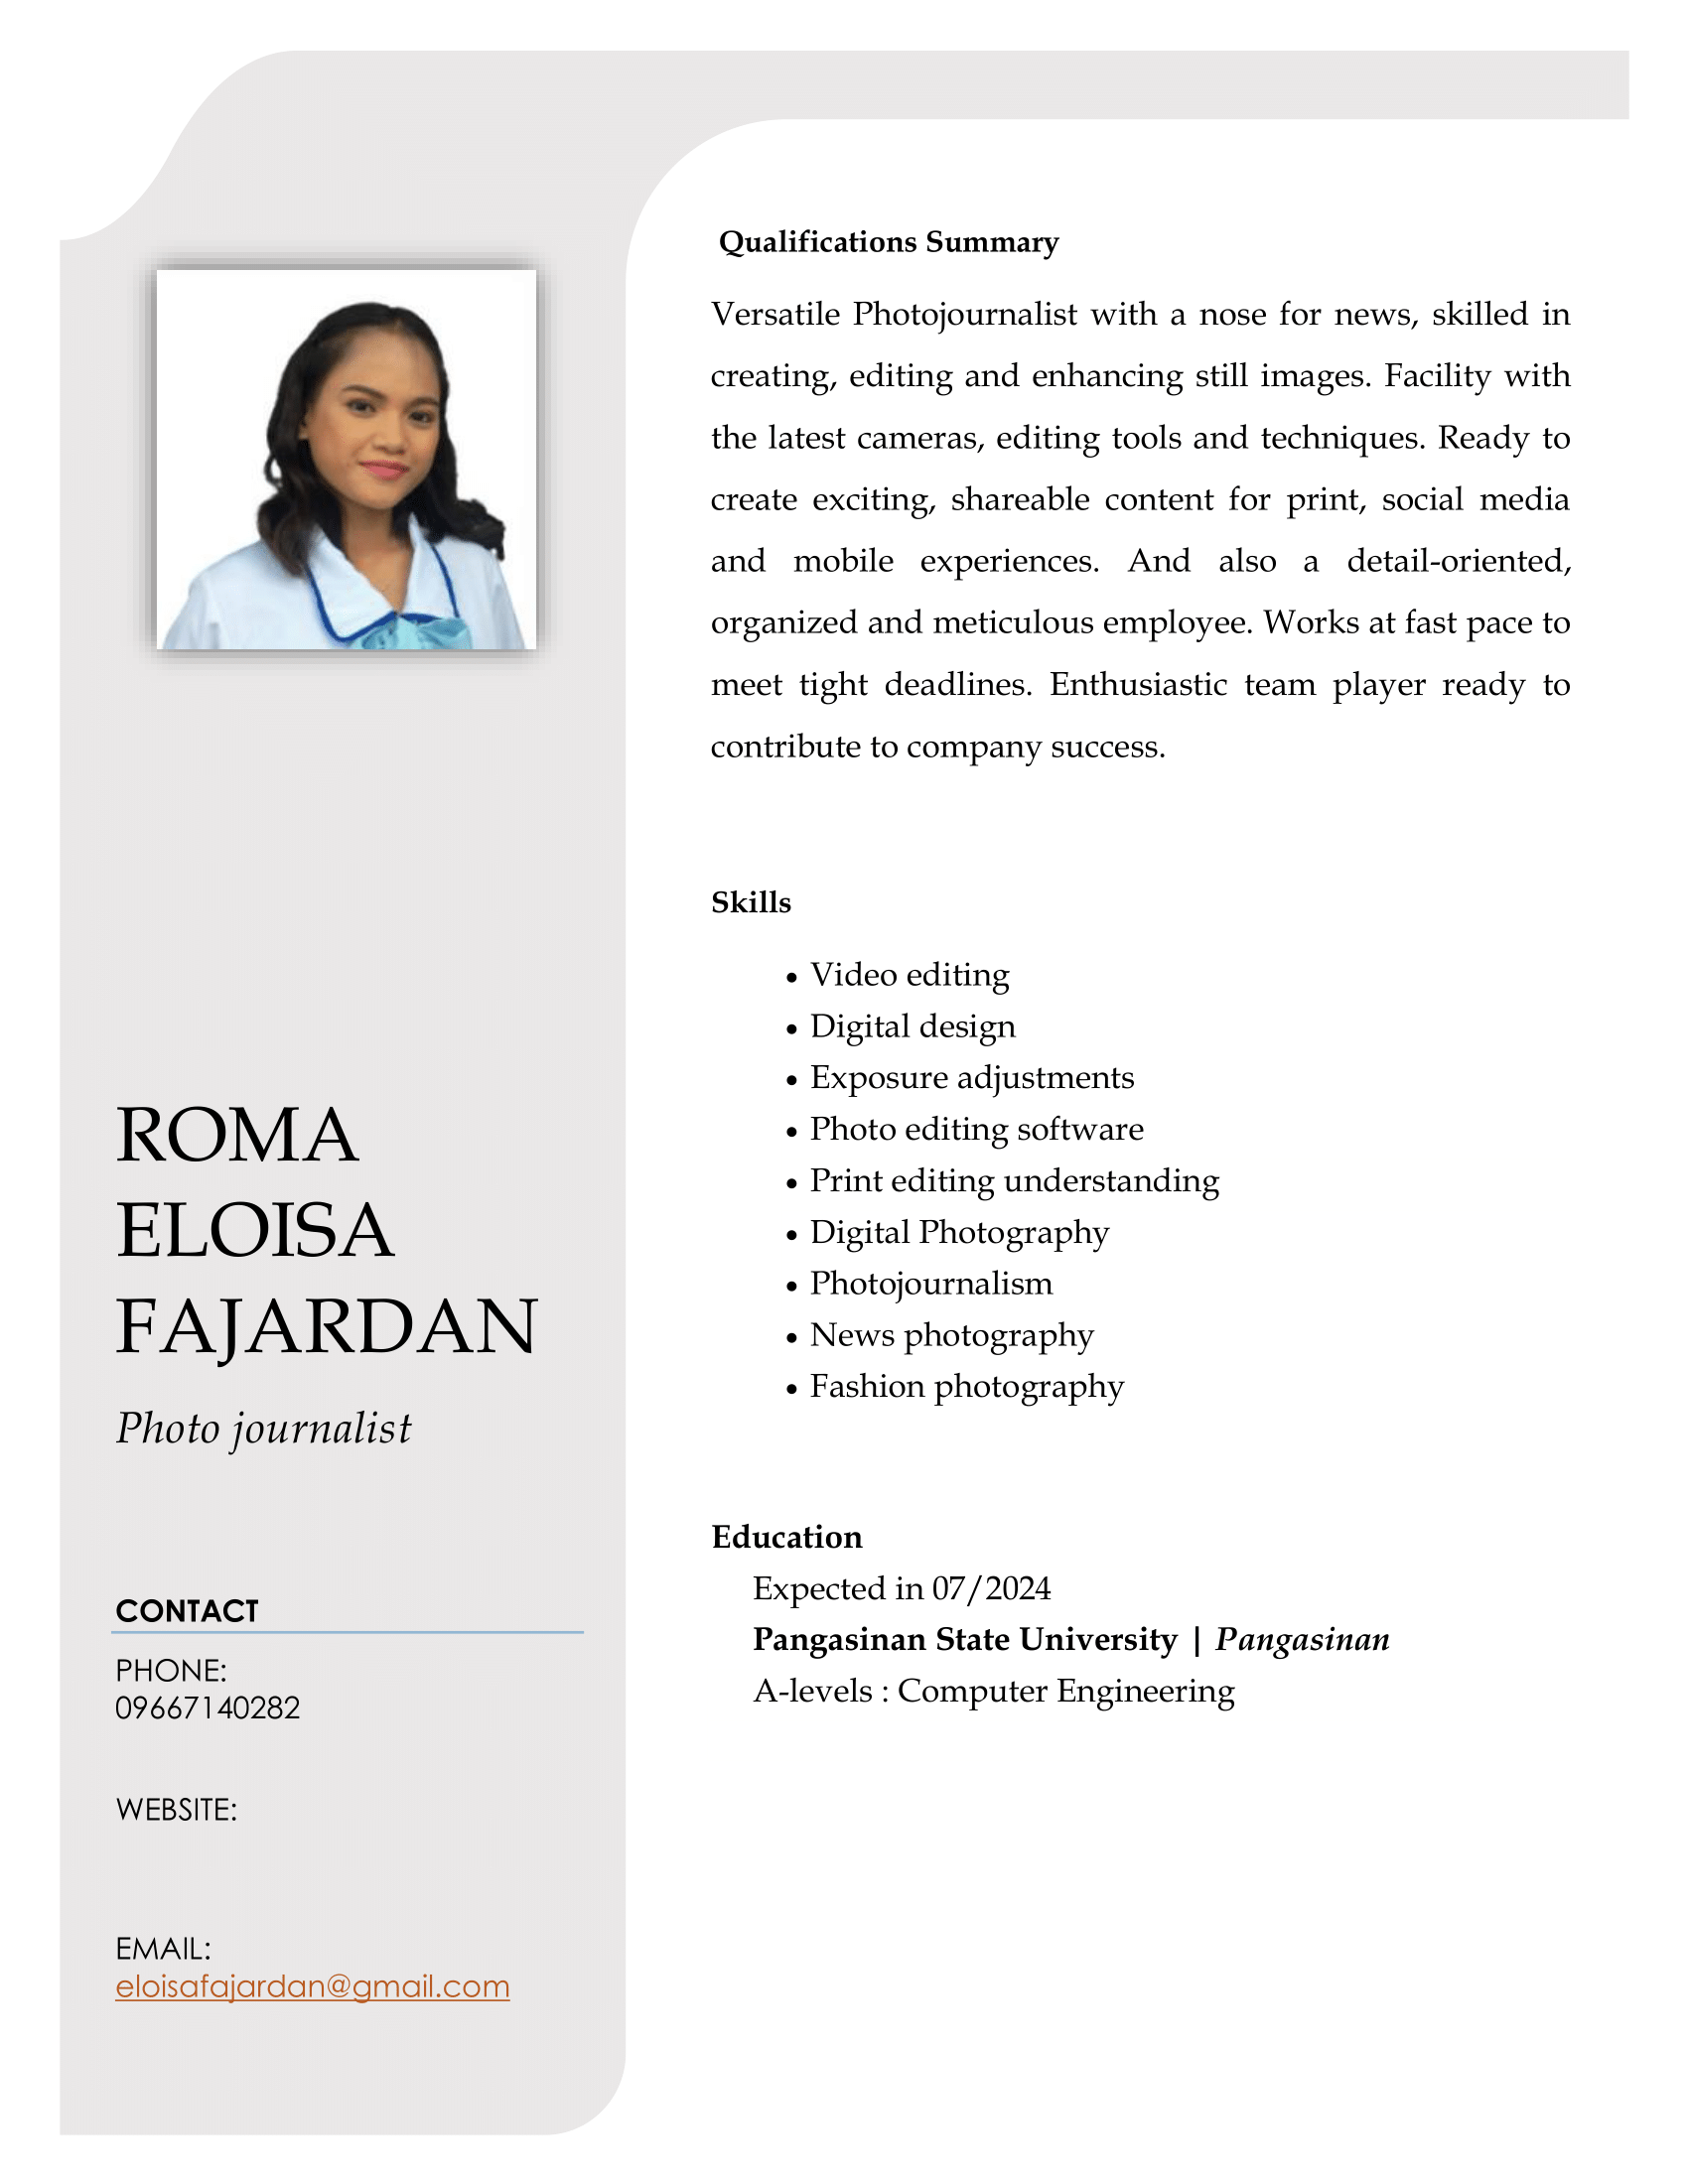 Qualifications Summary
Versatile Photojournalist with a nose for news, skilled in
creating, editing and enhancing still images. Facility with
the latest cameras, editing tools and techniques. Ready to
create exciting, shareable content for print, social media
and mobile experiences. And also a detail-oriented,
organized and meticulous employee. Works at fast pace to
meet tight deadlines. Enthusiastic team player ready to
contribute to company success.
Skills
• Video editing
• Digital design
• Exposure adjustments
• Photo editing software
• Print editing understanding
• Digital Photography
• Photojournalism
• News photography
• Fashion photography
Education
Expected in 07/2024
Pangasinan State University | Pangasinan
A-levels : Computer Engineering
ROMA
ELOISA
FAJARDAN
Photo journalist
CONTACT
PHONE:
09667140282
WEBSITE:
EMAIL:
eloisafajardan@gmail.com